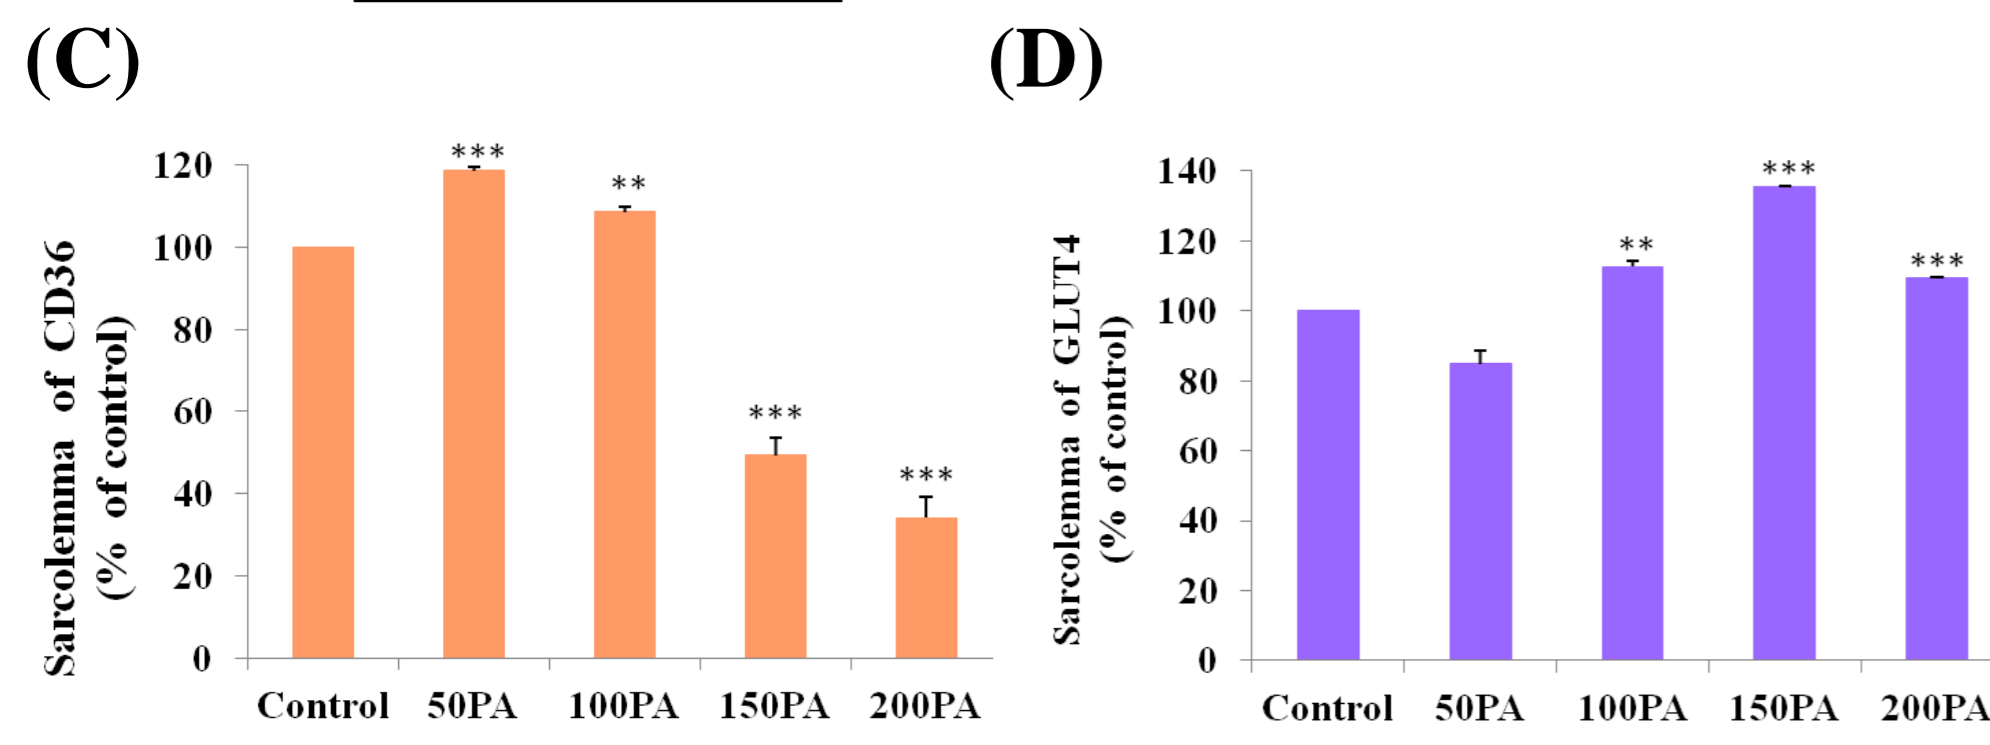 (C)
Sarcolemma of CD36
(% of control)
120
100
80
60
40
20
0
***
**
***
***
Control 50PA 100PA 150PA 200PA
(D)
Sarcolemma of GLUT4
(% of control)
140
120
100
80
60
40
20
0
**
***
***
Control 50PA 100PA 150PA 200PA